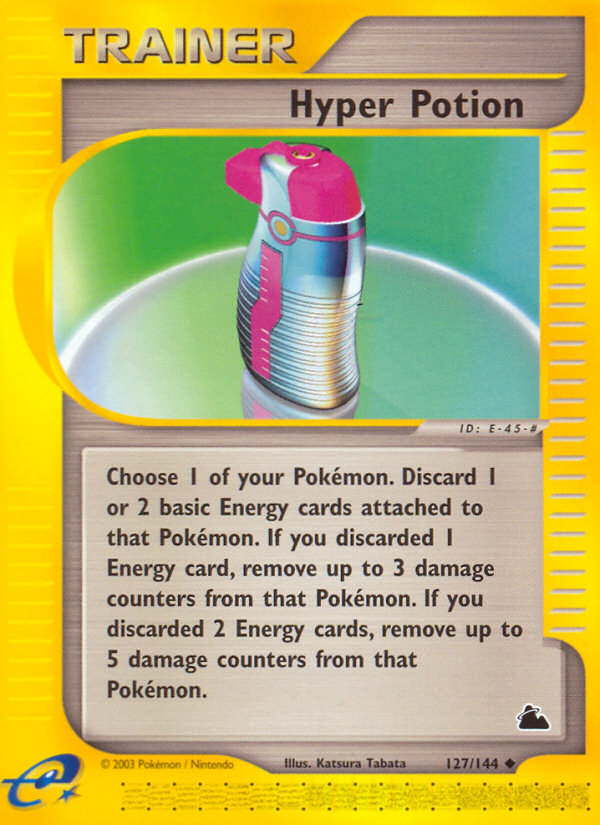 TRAINER
Hyper Potion
ID: E-45-#
Choose 1 of your Pokémon. Discard 1
or 2 basic Energy cards attached to
that Pokémon. If you discarded 1
Energy card, remove up to 3 damage
counters from that Pokémon. If you
discarded 2 Energy cards, remove up to
5 damage counters from that
Pokémon.
© 2003 Pokémon / Nintendo
Illus. Katsura Tabata
127/144 ◆
e